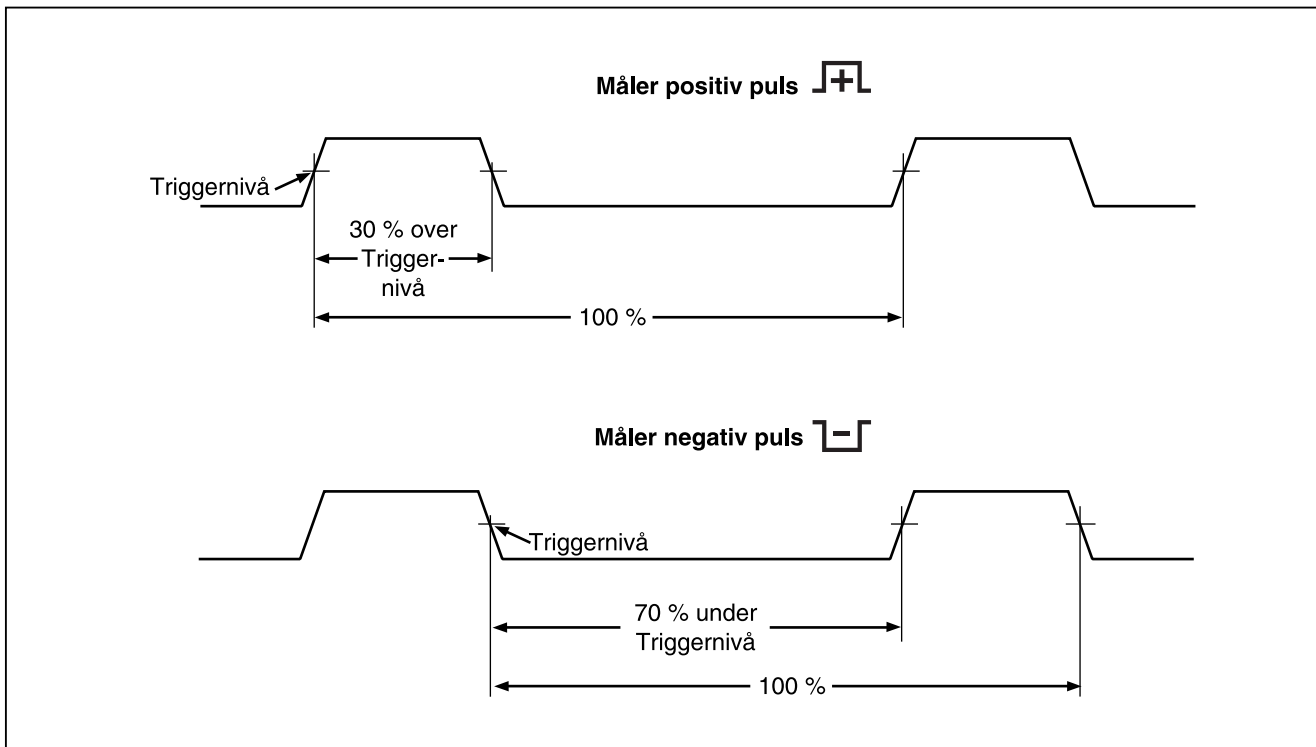 Måler positiv puls +
Triggernivå
30 % over
Trigger-
nivå
100 %
Måler negativ puls -
Triggernivå
70 % under
Triggernivå
100 %